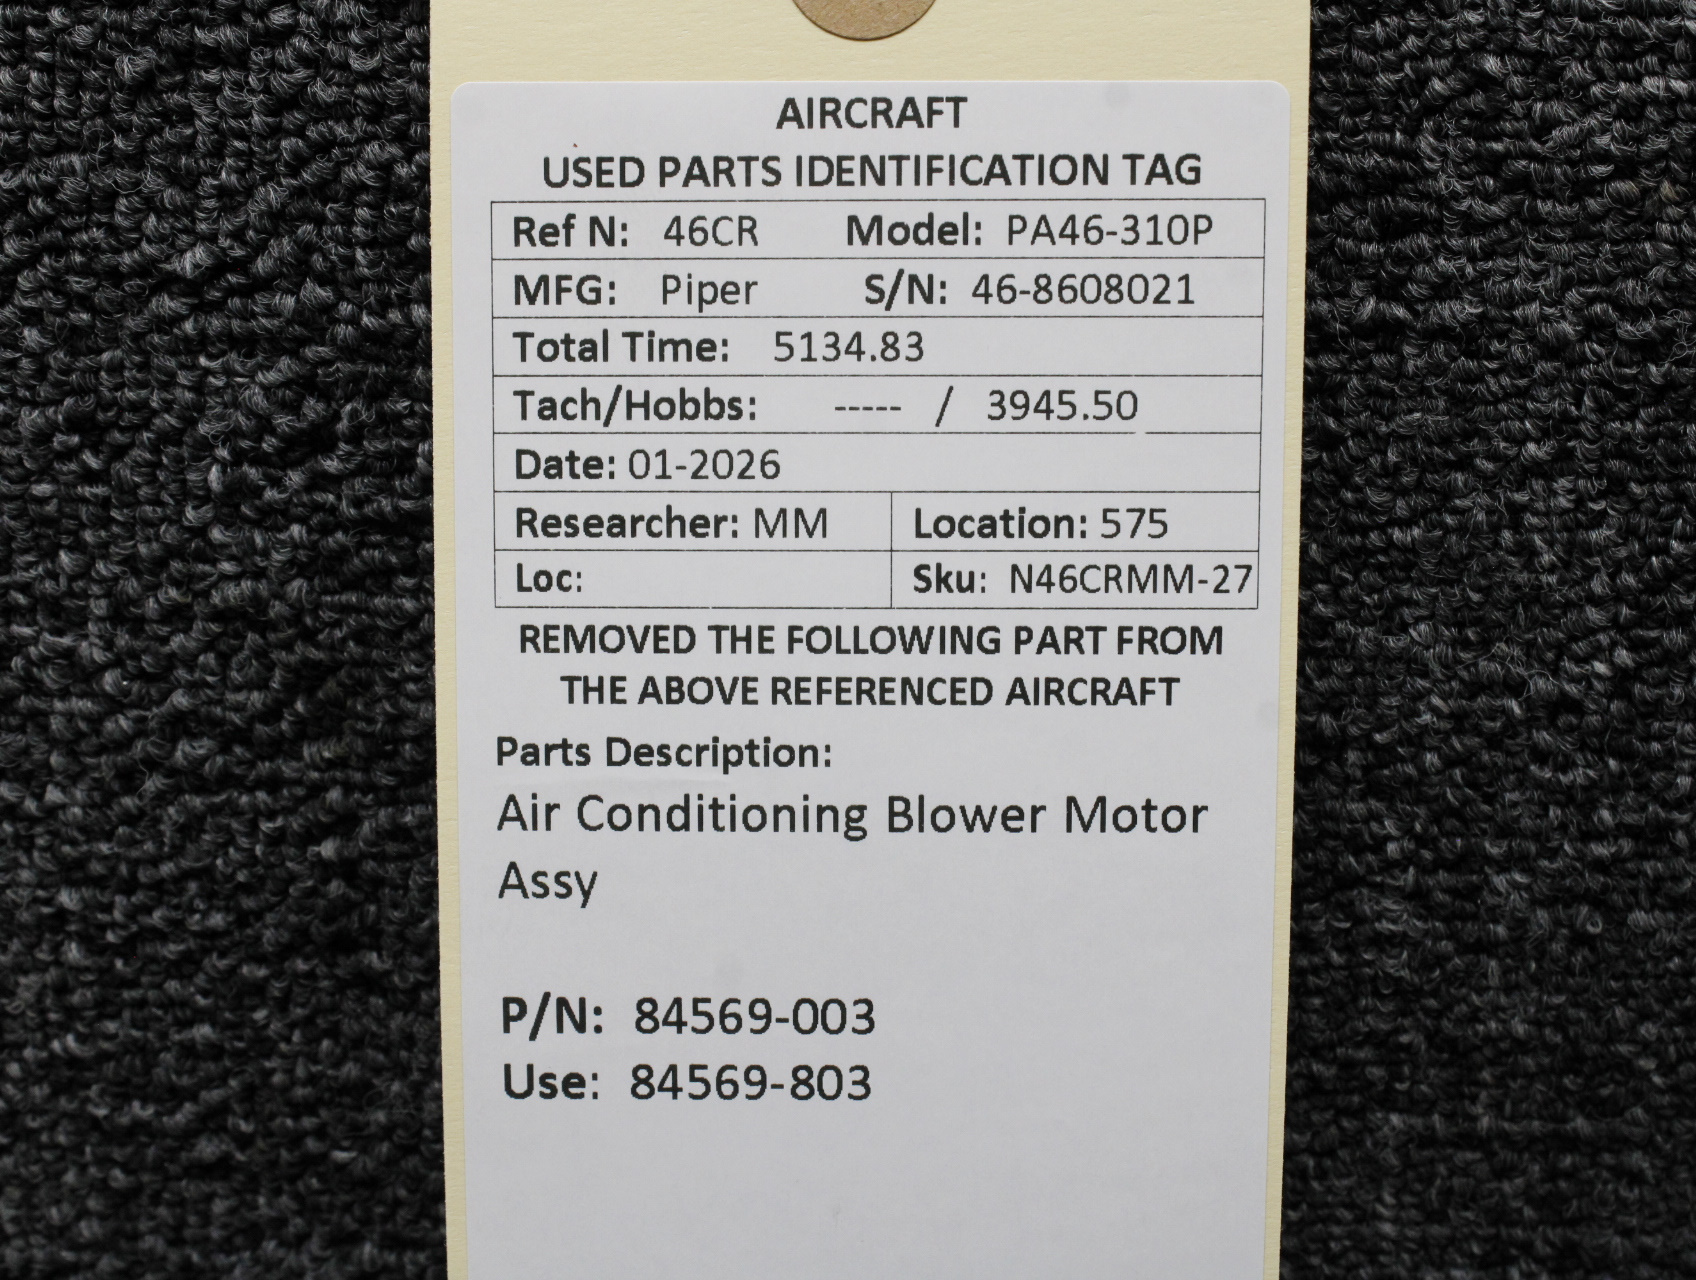 AIRCRAFT
USED PARTS IDENTIFICATION TAG
Ref N: 46CR Model: PA46-310P
MFG: Piper S/N: 46-8608021
Total Time: 5134.83
Tach/Hobbs: ----- / 3945.50
Date: 01-2026
Researcher: MM Location: 575
Loc: Sku: N46CRMM-27
REMOVED THE FOLLOWING PART FROM
THE ABOVE REFERENCED AIRCRAFT
Parts Description:
Air Conditioning Blower Motor
Assy
P/N: 84569-003
Use: 84569-803